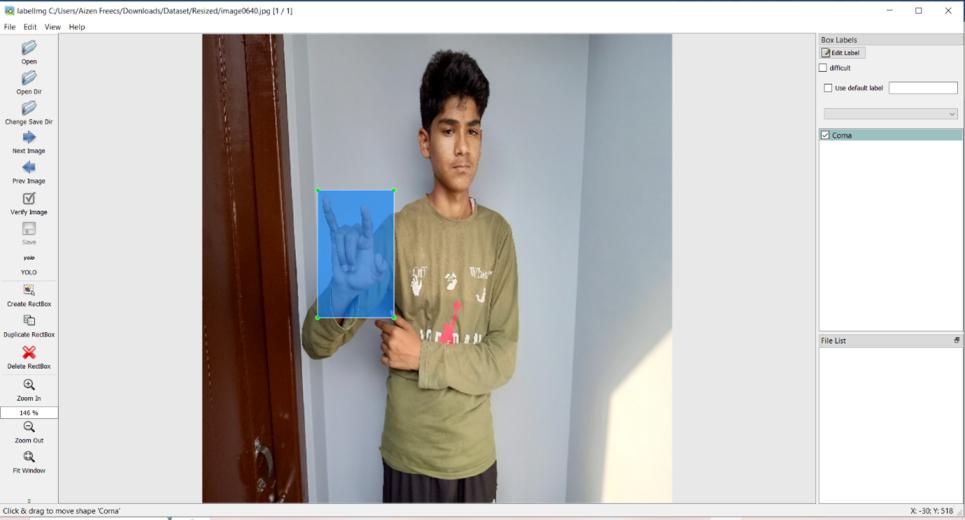 labelImg C:/Users/Aizen Freecs/Downloads/Dataset/Resized/image0640.jpg [1 / 1]
File Edit View Help
Open
Open Dir
Change Save Dir
Next Image
Prev Image
Verify Image
Save
yolo
YOLO
Create RectBox
Duplicate RectBox
Delete RectBox
Zoom In
146 %
Zoom Out
Fit Window
Box Labels
Edit Label
difficult
Use default label
Corna
File List
Click & drag to move shape 'Corna'
X: -30; Y: 518